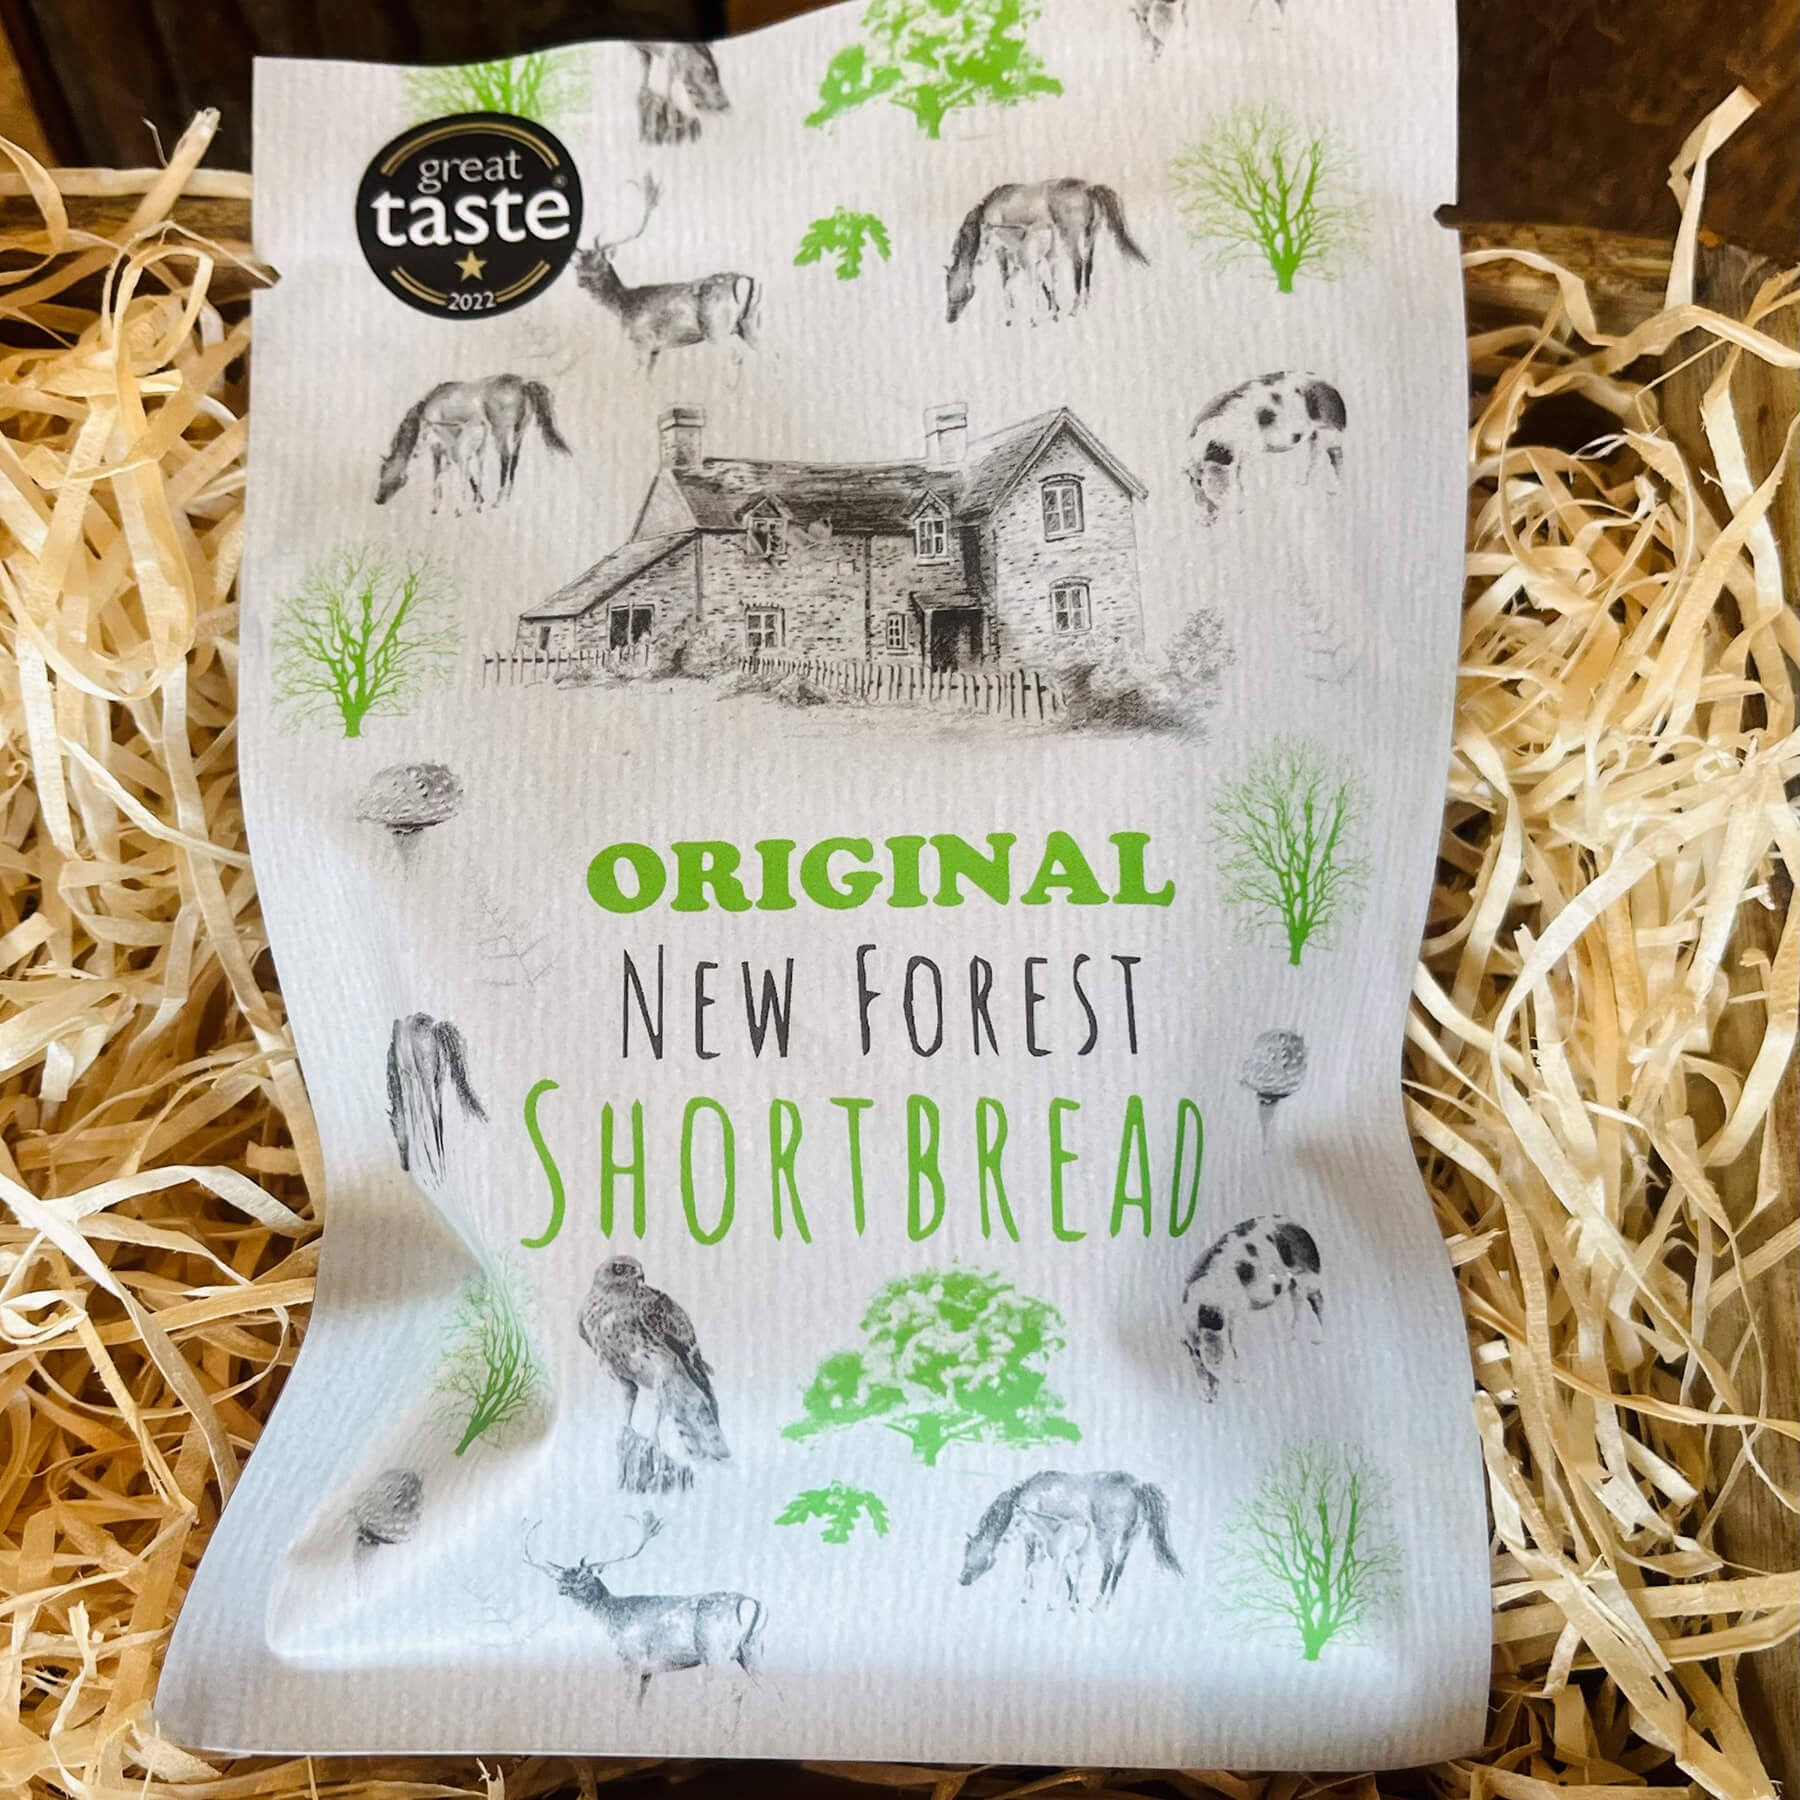 great
taste
2022
ORIGINAL
NEW FOREST
SHORTBREAD